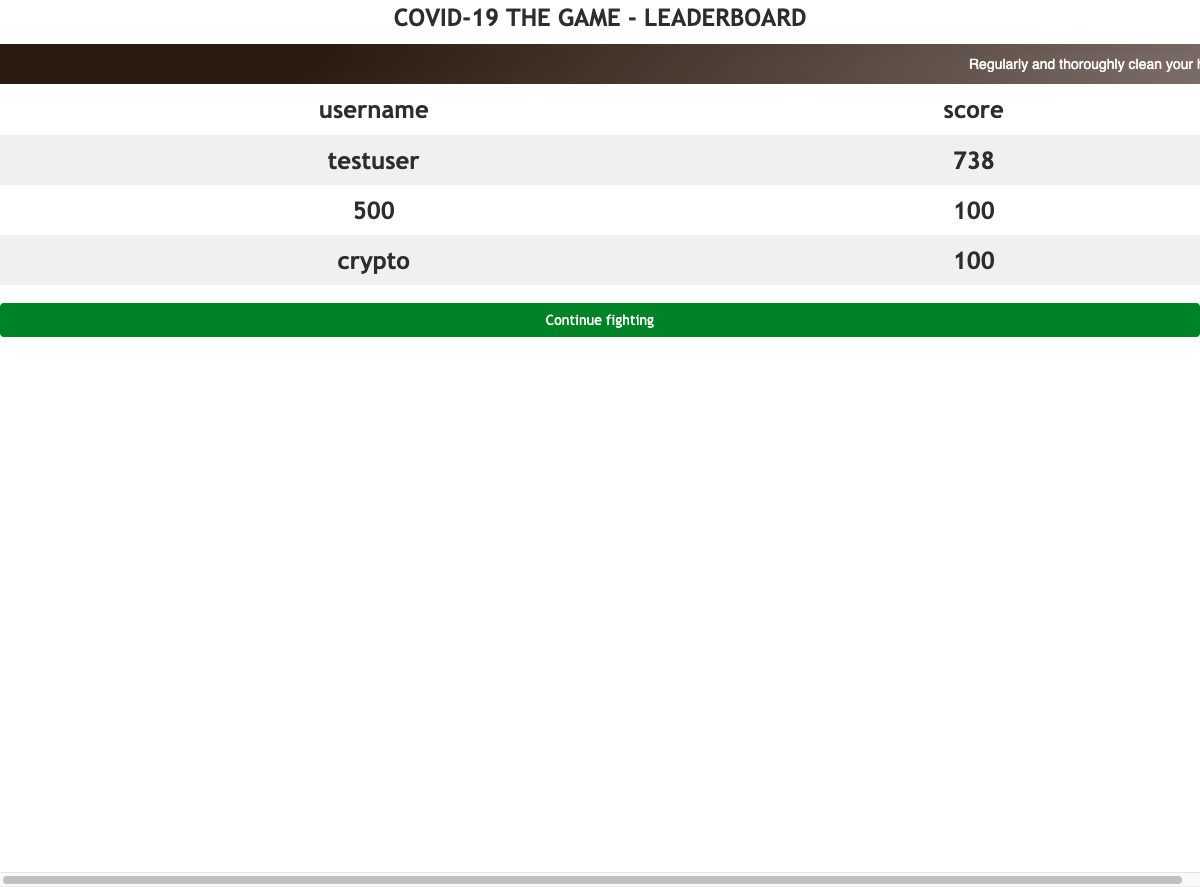 COVID-19 THE GAME - LEADERBOARD
Regularly and thoroughly clean your
username score
testuser 738
500 100
crypto 100
Continue fighting